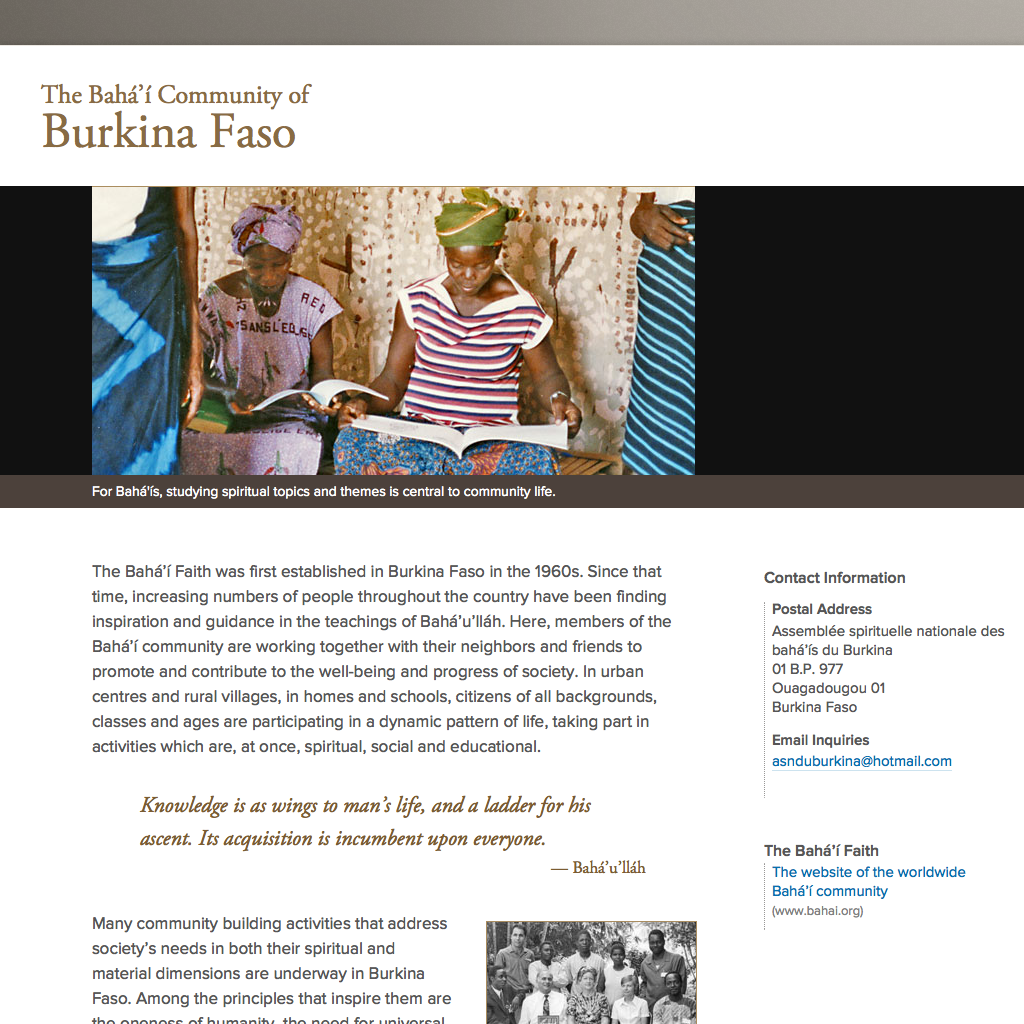 The Bahá’í Community of
Burkina Faso
For Bahá'ís, studying spiritual topics and themes is central to community life.
The Bahá’í Faith was first established in Burkina Faso in the 1960s. Since that
time, increasing numbers of people throughout the country have been finding
inspiration and guidance in the teachings of Bahá’u’lláh. Here, members of the
Bahá’í community are working together with their neighbors and friends to
promote and contribute to the well-being and progress of society. In urban
centres and rural villages, in homes and schools, citizens of all backgrounds,
classes and ages are participating in a dynamic pattern of life, taking part in
activities which are, at once, spiritual, social and educational.
Knowledge is as wings to man’s life, and a ladder for his
ascent. Its acquisition is incumbent upon everyone.
— Bahá’u’lláh
Many community building activities that address
society’s needs in both their spiritual and
material dimensions are underway in Burkina
Faso. Among the principles that inspire them are
the oneness of humanity, the need for universal
Contact Information
Postal Address
Assemblée spirituelle nationale des
bahá’ís du Burkina
01 B.P. 977
Ouagadougou 01
Burkina Faso
Email Inquiries
asnduburkina@hotmail.com
The Bahá’í Faith
The website of the worldwide
Bahá’í community
(www.bahai.org)